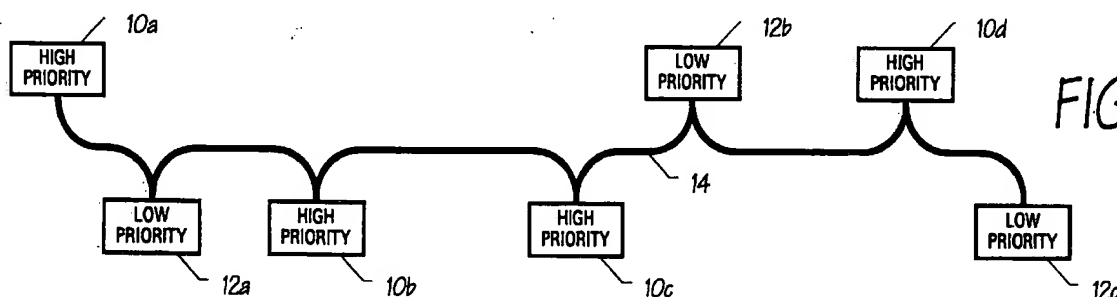 10a
HIGH
PRIORITY
12b
LOW
PRIORITY
10d
HIGH
PRIORITY
FIG
14
LOW
PRIORITY
12a
HIGH
PRIORITY
10b
HIGH
PRIORITY
10c
LOW
PRIORITY